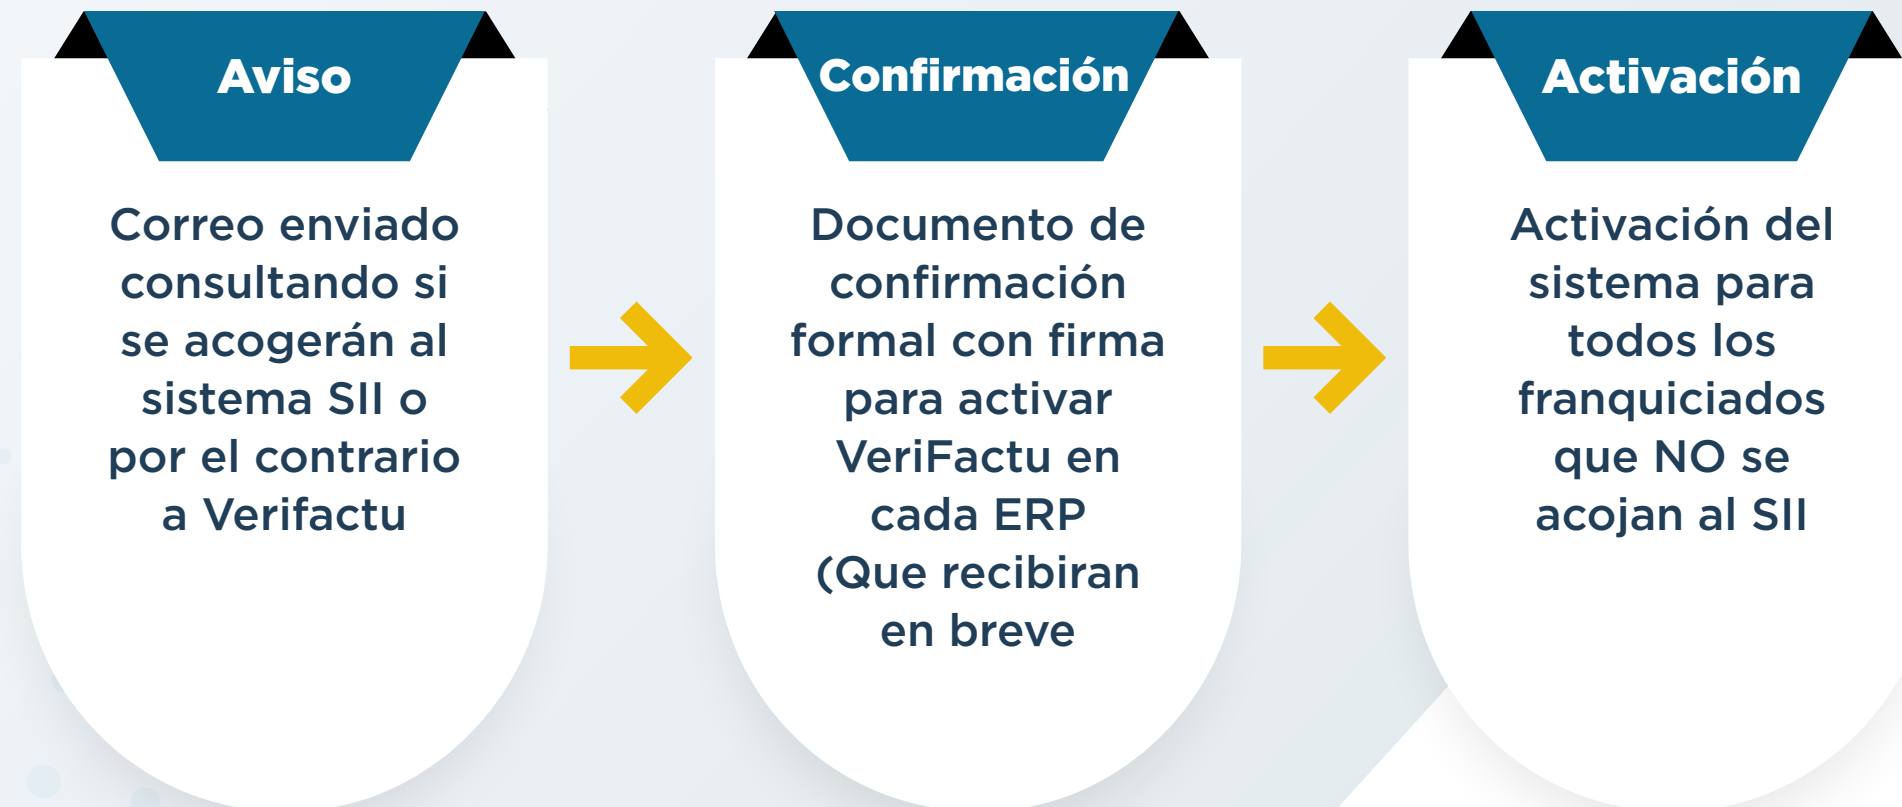 Aviso
Correo enviado
consultando si
se acogerán al
sistema SII o
por el contrario
a Verifactu
Confirmación
Documento de
confirmación
formal con firma
para activar
VeriFactu en
cada ERP
(Que recibiran
en breve
Activación
Activación del
sistema para
todos los
franquiciados
que NO se
acojan al SII